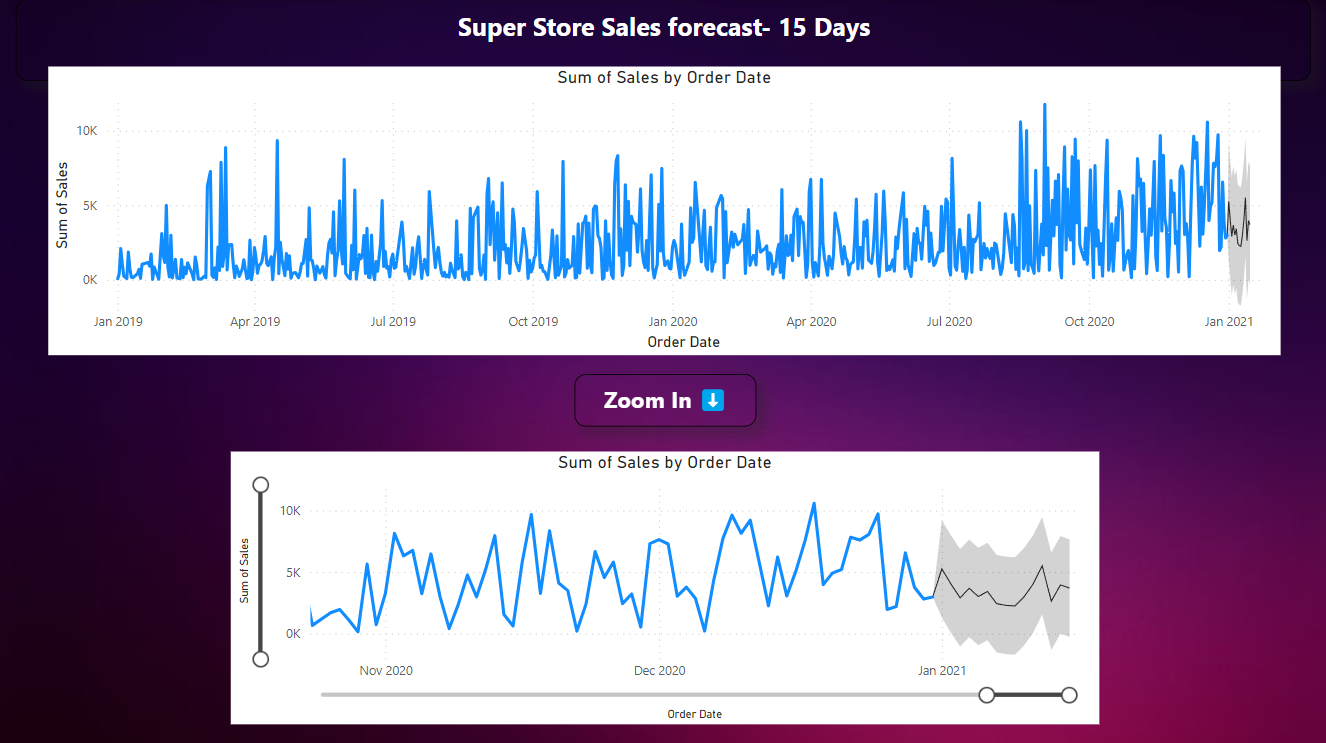 Super Store Sales forecast- 15 Days
Sum of Sales by Order Date
10K
5K
0K
Sum of Sales
Jan 2019 Apr 2019 Jul 2019 Oct 2019 Jan 2020 Apr 2020 Jul 2020 Oct 2020 Jan 2021
Order Date
Zoom In ⬇️
Sum of Sales by Order Date
10K
5K
0K
Sum of Sales
Nov 2020 Dec 2020 Jan 2021
Order Date